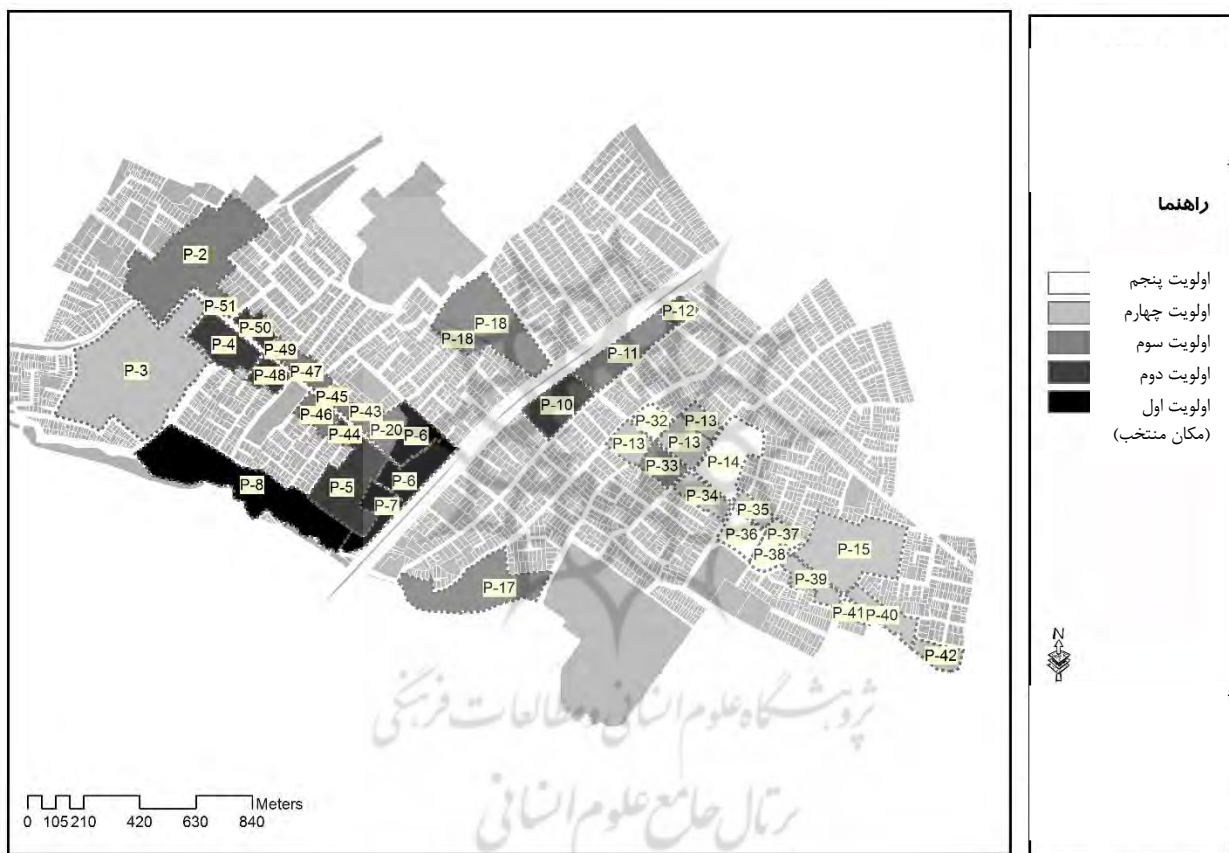 P-2
P-51
P-50
P-4
P-49
P-3
P-48
P-47
P-45
P-46
P-43
P-44
P-20
P-6
P-8
P-5
P-6
P-7
P-18
P-18
P-12
P-11
P-10
P-32
P-13
P-13
P-13
P-33
P-14
P-34
P-35
P-36
P-37
P-38
P-15
P-39
P-41
P-40
P-42
P-17
پژوهشگاه علوم انسانی و مطالعات فرهنگی
پرتال جامع علوم انسانی
Meters
0 105 210 420 630 840
راهنما
اولویت پنجم
اولویت چهارم
اولویت سوم
اولویت دوم
اولویت اول
(مکان منتخب)
N